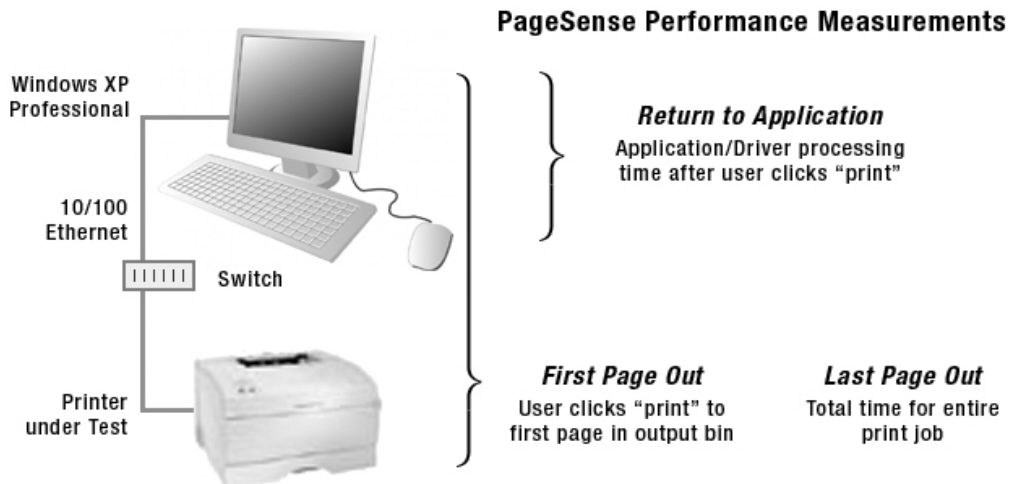 PageSense Performance Measurements
Windows XP
Professional
Return to Application
Application/Driver processing
time after user clicks “print”
10/100
Ethernet
Switch
Printer
under Test
First Page Out
User clicks “print” to
first page in output bin
Last Page Out
Total time for entire
print job